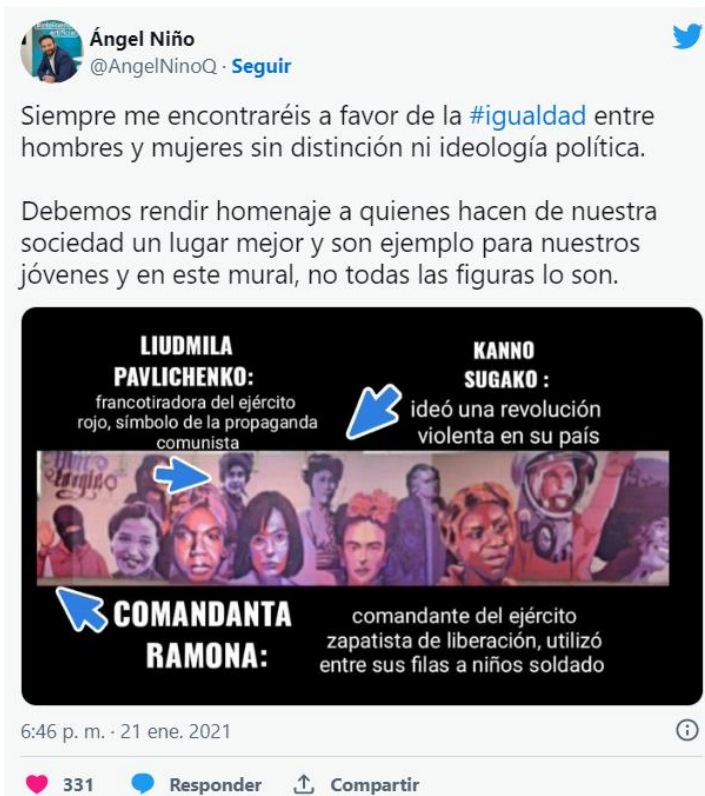 Ángel Niño
@AngelNinoQ · Seguir
Siempre me encontraréis a favor de la #igualdad entre
hombres y mujeres sin distinción ni ideología política.
Debemos rendir homenaje a quienes hacen de nuestra
sociedad un lugar mejor y son ejemplo para nuestros
jóvenes y en este mural, no todas las figuras lo son.
LIUDMILA
PAVLICHENKO:
francotiradora del ejército
rojo, símbolo de la propaganda
comunista
KANNO
SUGAKO :
ideó una revolución
violenta en su país
COMANDANTA
RAMONA:
comandante del ejército
zapatista de liberación, utilizó
entre sus filas a niños soldado
6:46 p. m. · 21 ene. 2021
331
Responder
Compartir